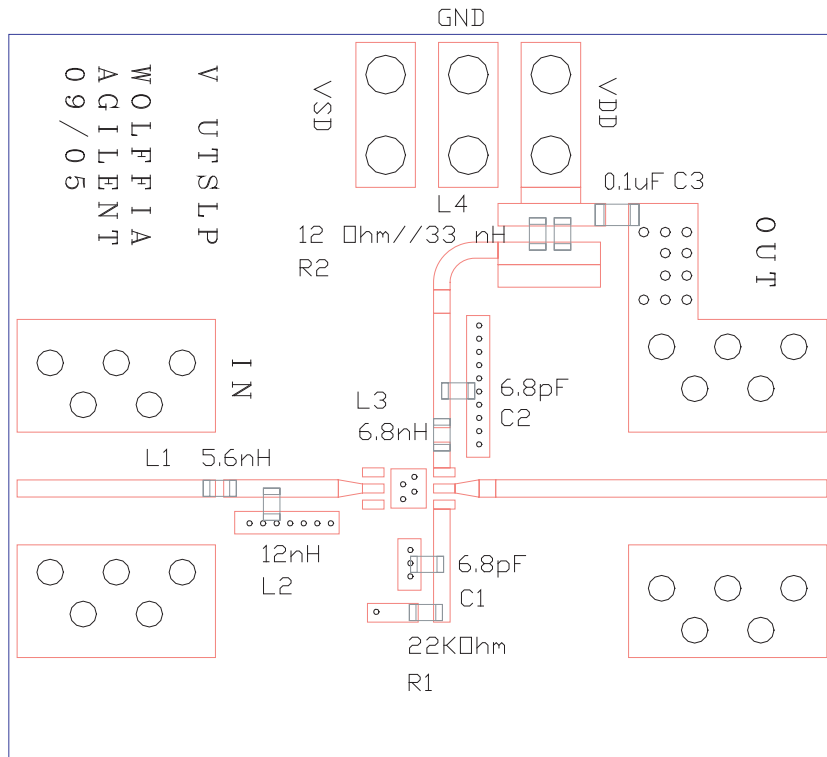 GND
VSD
VDD
V UTSLP
WOLFFIA
AGILENT
09/05
0.1uF C3
L4
12 Ohm//33 nH
R2
OUT
IN
6.8pF
C2
L3
6.8nH
L1 5.6nH
12nH
L2
6.8pF
C1
22KOhm
R1